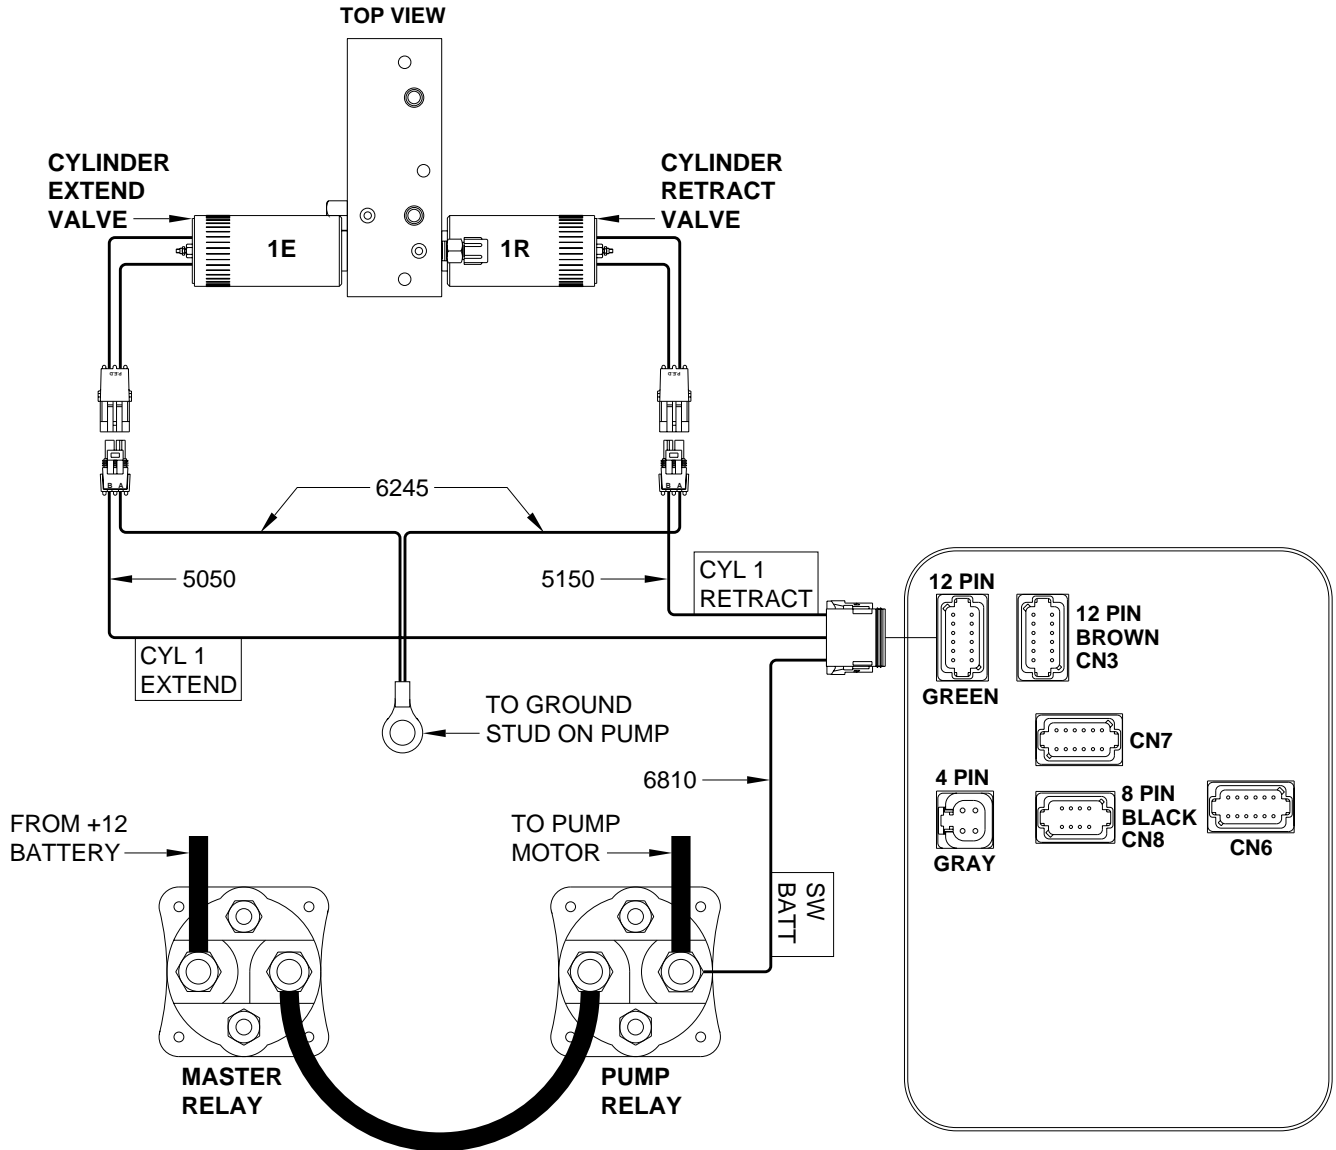 TOP VIEW
CYLINDER
EXTEND
VALVE
CYLINDER
RETRACT
VALVE
1E
1R
P.E.D
P.E.D
B A
B A
6245
5050
5150
CYL 1
RETRACT
CYL 1
EXTEND
TO GROUND
STUD ON PUMP
6810
12 PIN
GREEN
12 PIN
BROWN
CN3
CN7
4 PIN
GRAY
8 PIN
BLACK
CN8
CN6
FROM +12
BATTERY
TO PUMP
MOTOR
SW
BATT
MASTER
RELAY
PUMP
RELAY